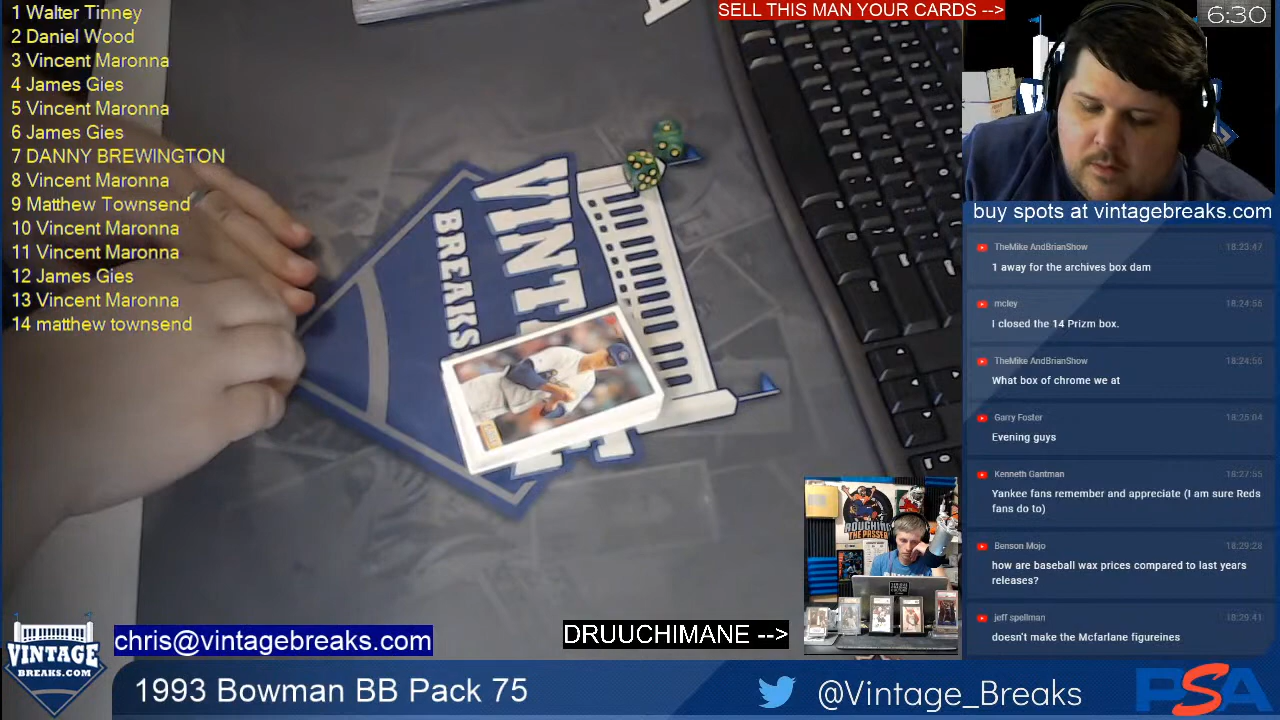 1 Walter Tinney
2 Daniel Wood
3 Vincent Maronna
4 James Gies
5 Vincent Maronna
6 James Gies
7 DANNY BREWINGTON
8 Vincent Maronna
9 Matthew Townsend
10 Vincent Maronna
11 Vincent Maronna
12 James Gies
13 Vincent Maronna
14 matthew townsend
SELL THIS MAN YOUR CARDS -->
6:30
buy spots at vintagebreaks.com
TheMike AndBrianShow 18:23:47
1 away for the archives box dam
mcley 18:24:56
I closed the 14 Prizm box.
TheMike AndBrianShow 18:24:56
What box of chrome we at
Garry Foster 18:25:04
Evening guys
Kenneth Gantman 18:27:55
Yankee fans remember and appreciate (I am sure Reds
fans do to)
Benson Mojo 18:29:28
how are baseball wax prices compared to last years
releases?
jeff spellman 18:29:41
doesn't make the Mcfarlane figureines
BREAKS
ROUGHING
THE PASSER
chris@vintagebreaks.com
DRUUCHIMANE -->
VINTAGE
BREAKS.COM
1993 Bowman BB Pack 75
@Vintage_Breaks
PSA